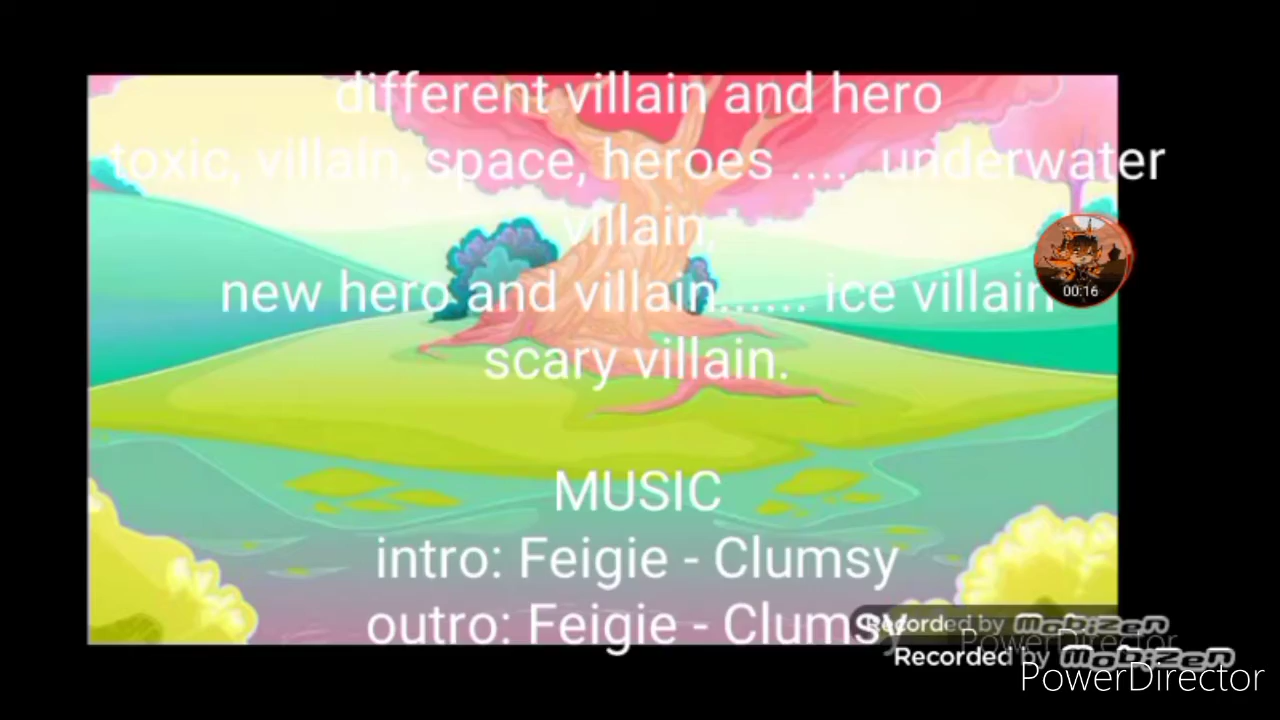 different villain and hero
toxic, villain, space, heroes ..... underwater
villain,
new hero and villain...... ice villain
scary villain.
00:16
MUSIC
intro: Feigie - Clumsy
outro: Feigie - Clumsy
Recorded by Mobizen
PowerDirector
Recorded by Mobizen
PowerDirector